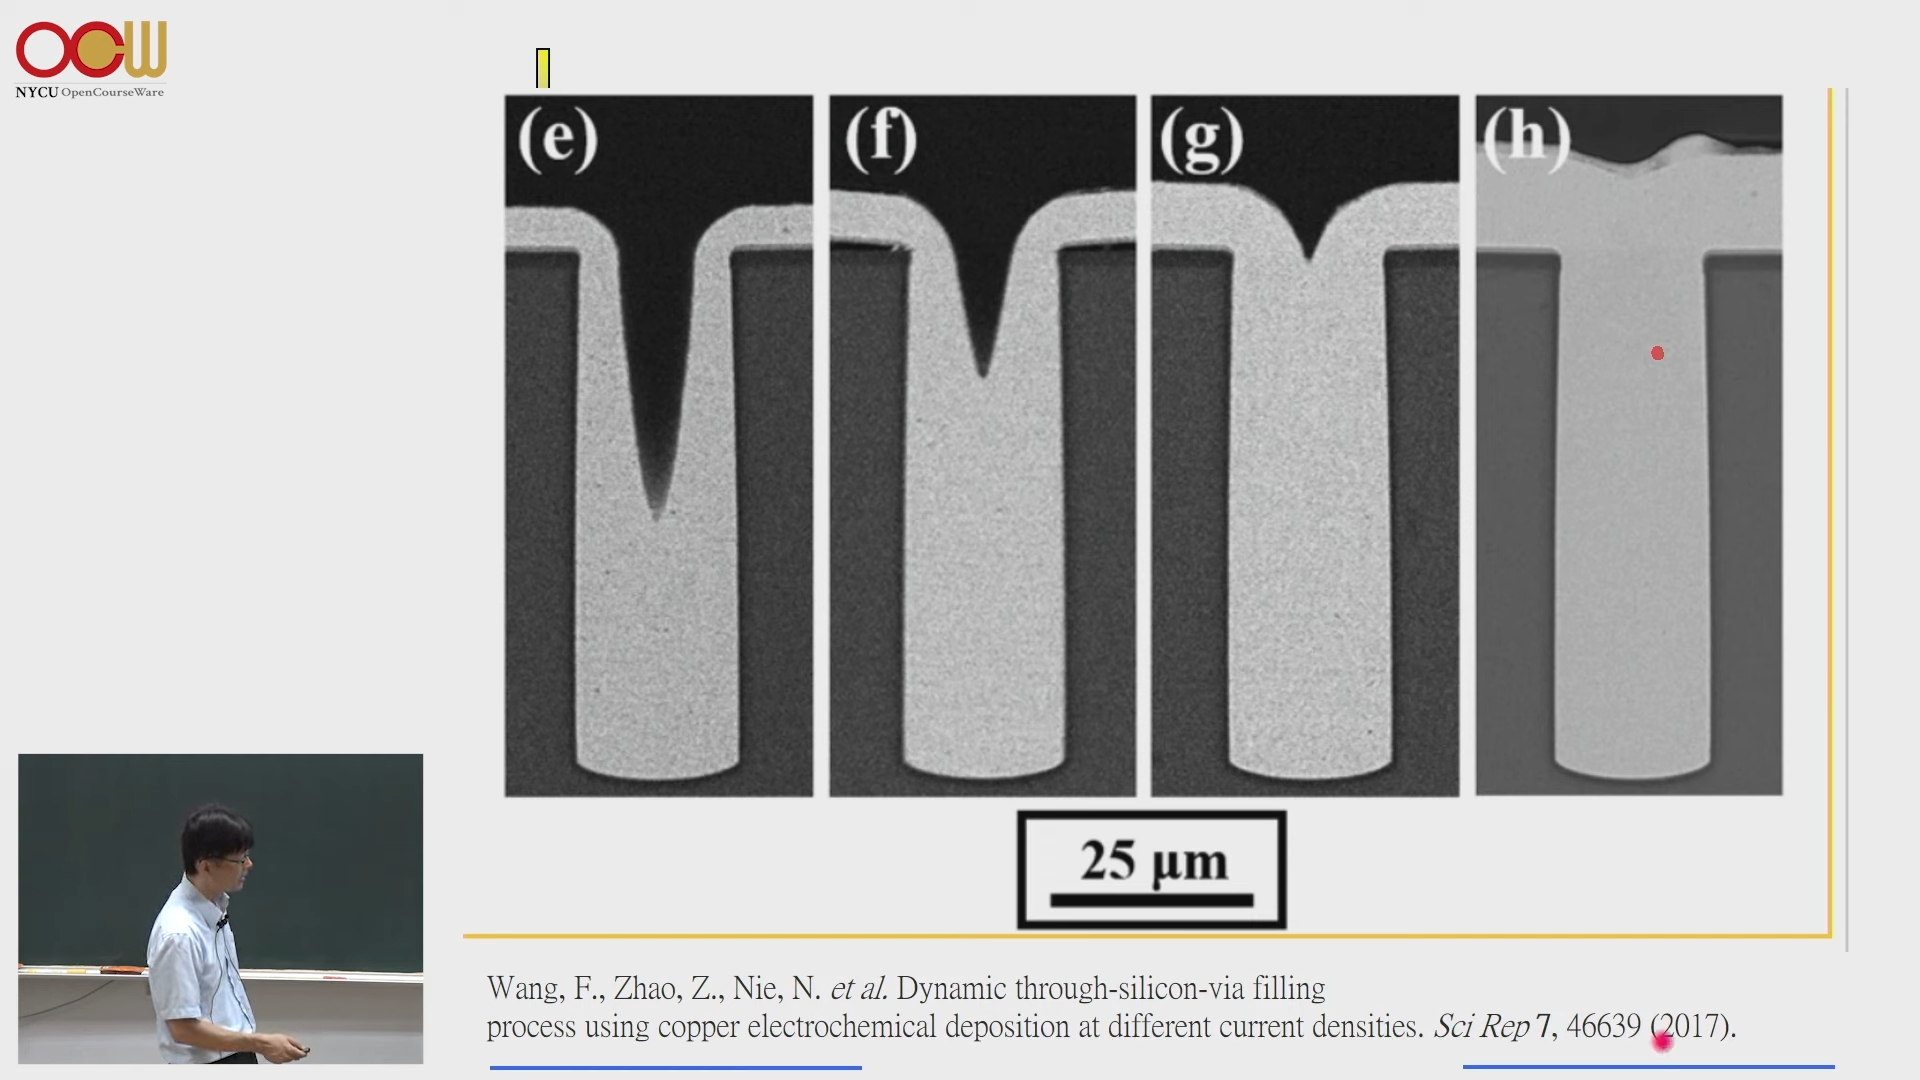 OCW
NYCU OpenCourseWare
(e) (f) (g) (h)
25 μm
Wang, F., Zhao, Z., Nie, N. et al. Dynamic through-silicon-via filling
process using copper electrochemical deposition at different current densities. Sci Rep 7, 46639 (2017).